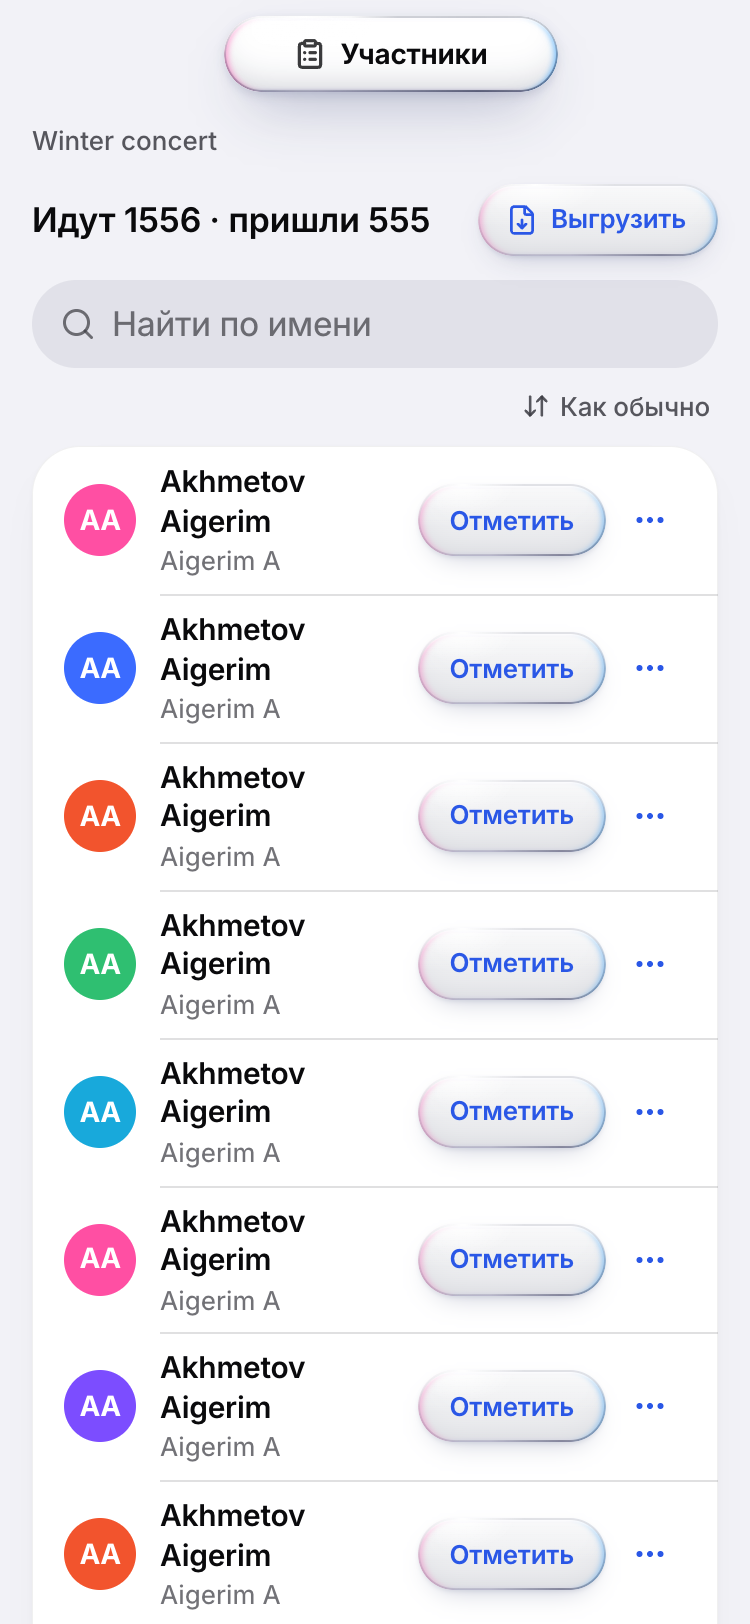 Участники
Winter concert
Идут 1556 · пришли 555
Выгрузить
Найти по имени
Как обычно
AA
Akhmetov
Aigerim
Aigerim A
Отметить
AA
Akhmetov
Aigerim
Aigerim A
Отметить
AA
Akhmetov
Aigerim
Aigerim A
Отметить
AA
Akhmetov
Aigerim
Aigerim A
Отметить
AA
Akhmetov
Aigerim
Aigerim A
Отметить
AA
Akhmetov
Aigerim
Aigerim A
Отметить
AA
Akhmetov
Aigerim
Aigerim A
Отметить
AA
Akhmetov
Aigerim
Aigerim A
Отметить